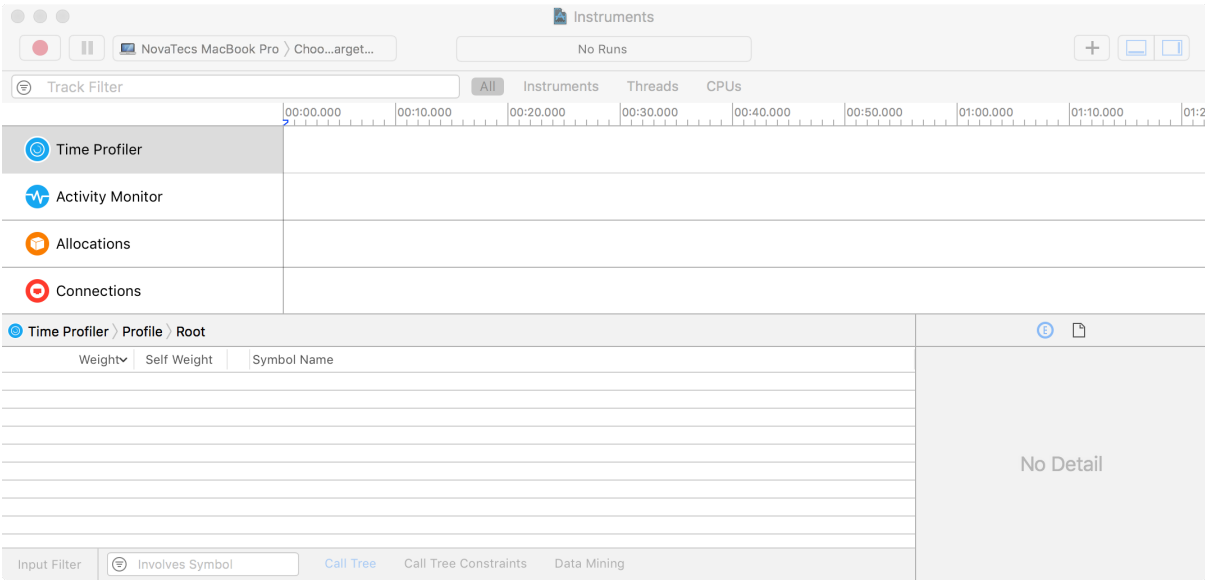 Instruments
NovaTecs MacBook Pro 〉 Choo...arget... No Runs
Track Filter All Instruments Threads CPUs
00:00.000 00:10.000 00:20.000 00:30.000 00:40.000 00:50.000 01:00.000 01:10.000 01:2
Time Profiler
Activity Monitor
Allocations
Connections
Time Profiler 〉 Profile 〉 Root E
Weight Self Weight Symbol Name
No Detail
Input Filter Involves Symbol Call Tree Call Tree Constraints Data Mining